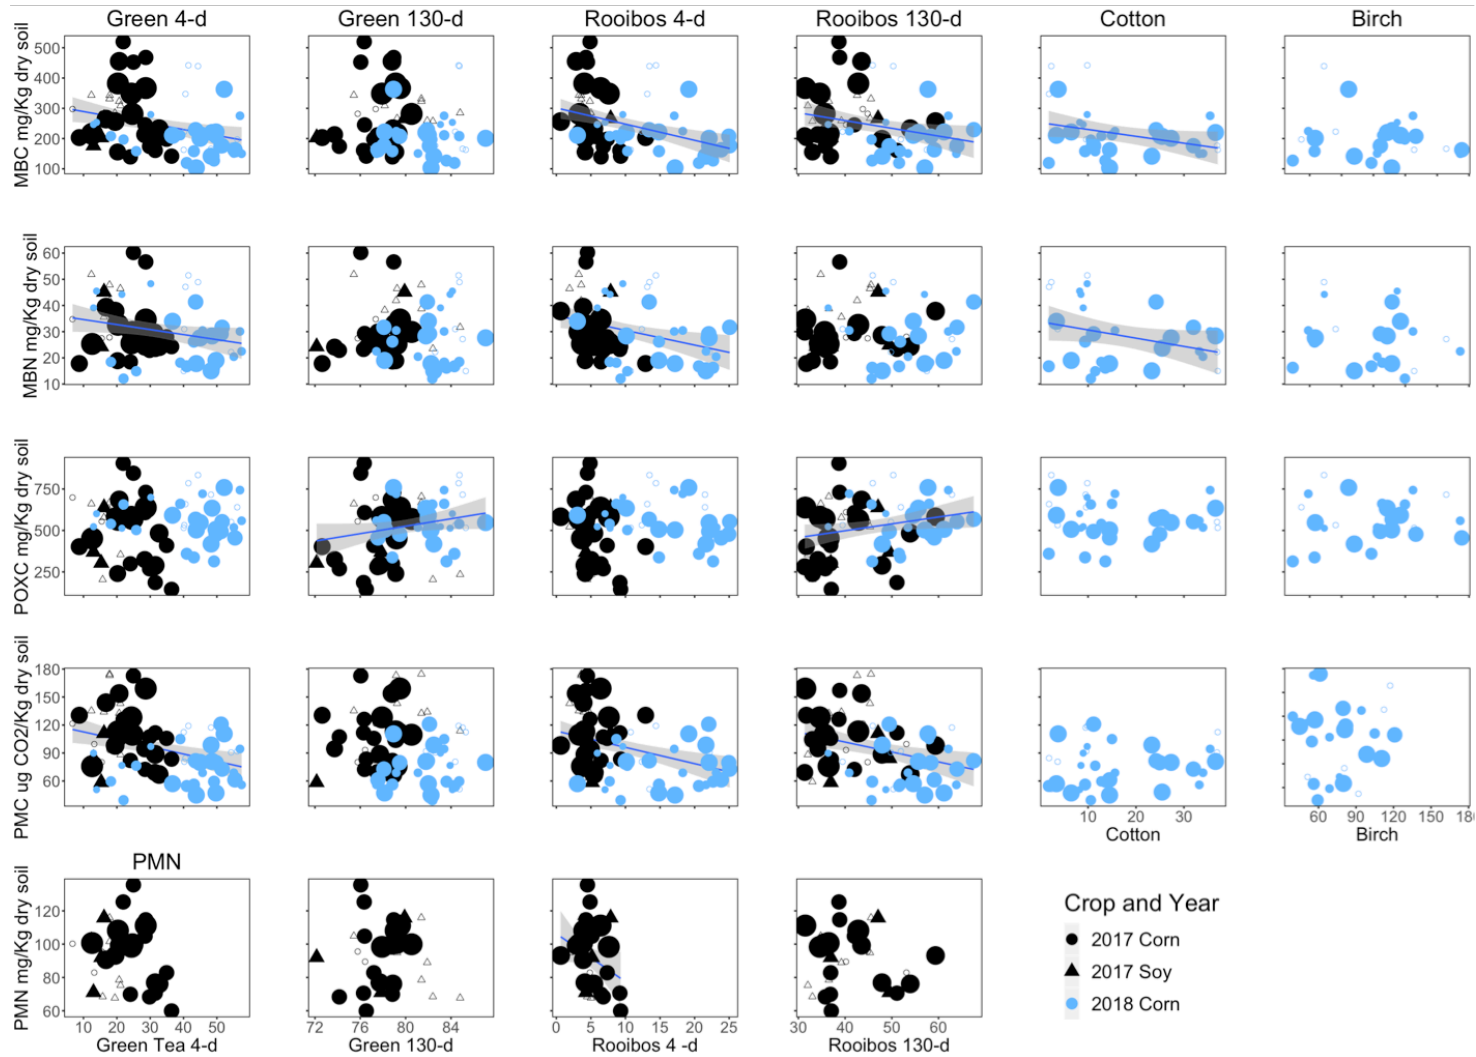 Green 4-d Green 130-d Rooibos 4-d Rooibos 130-d Cotton Birch
MBC mg/Kg dry soil
500
400
300
200
100
MBN mg/Kg dry soil
60
50
40
30
20
10
POXC mg/Kg dry soil
750
500
250
PMC ug CO2/Kg dry soil
180
150
120
90
60
0 10 20 30
Cotton
60 90 120 150 180
Birch
PMN
PMN mg/Kg dry soil
120
100
80
60
10 20 30 40 50
Green Tea 4-d
72 76 80 84
Green 130-d
0 5 10 15 20 25
Rooibos 4 -d
30 40 50 60
Rooibos 130-d
Crop and Year
2017 Corn
2017 Soy
2018 Corn